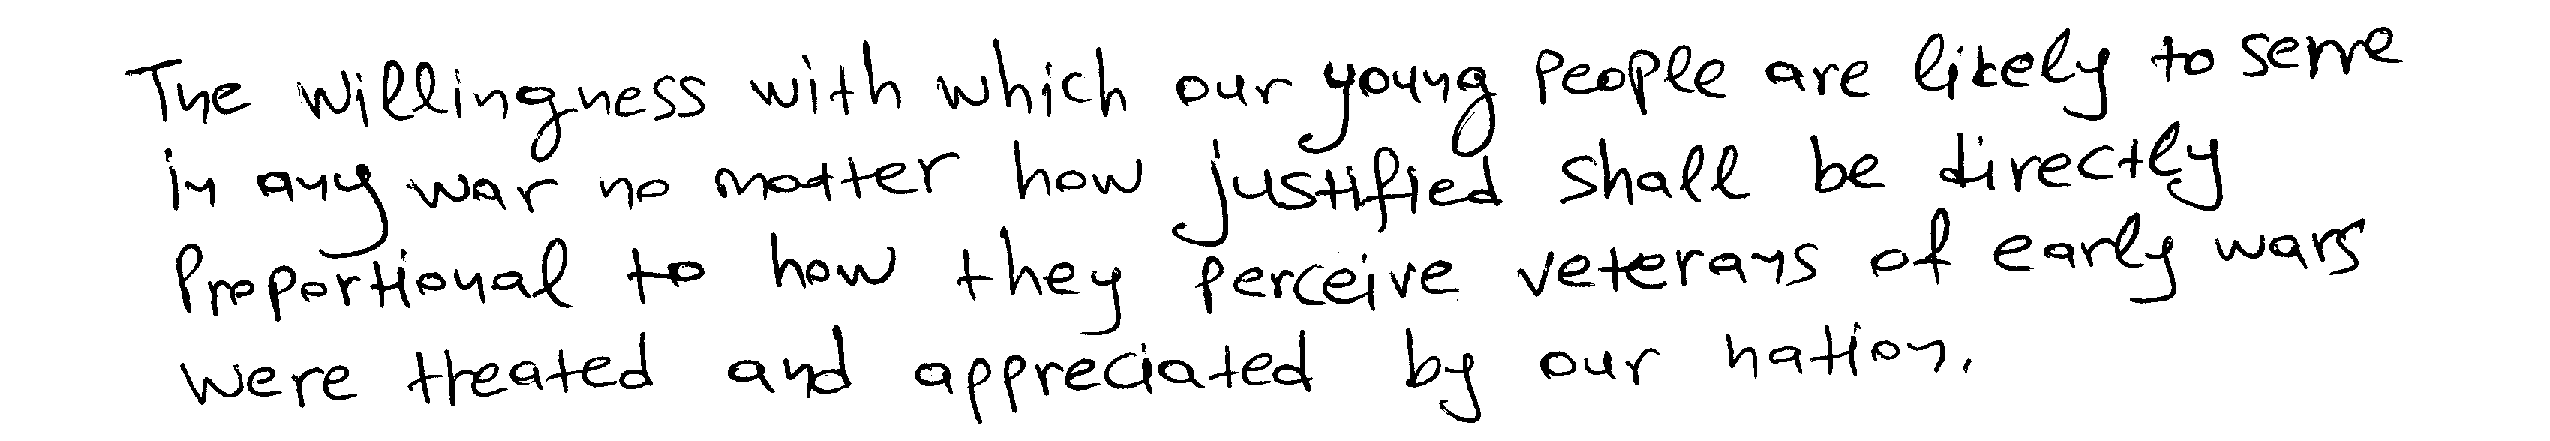 The willingness with which our young people are likely to serve
in any war no matter how justified shall be directly
proportional to how they perceive veterans of early wars
were treated and appreciated by our nation.